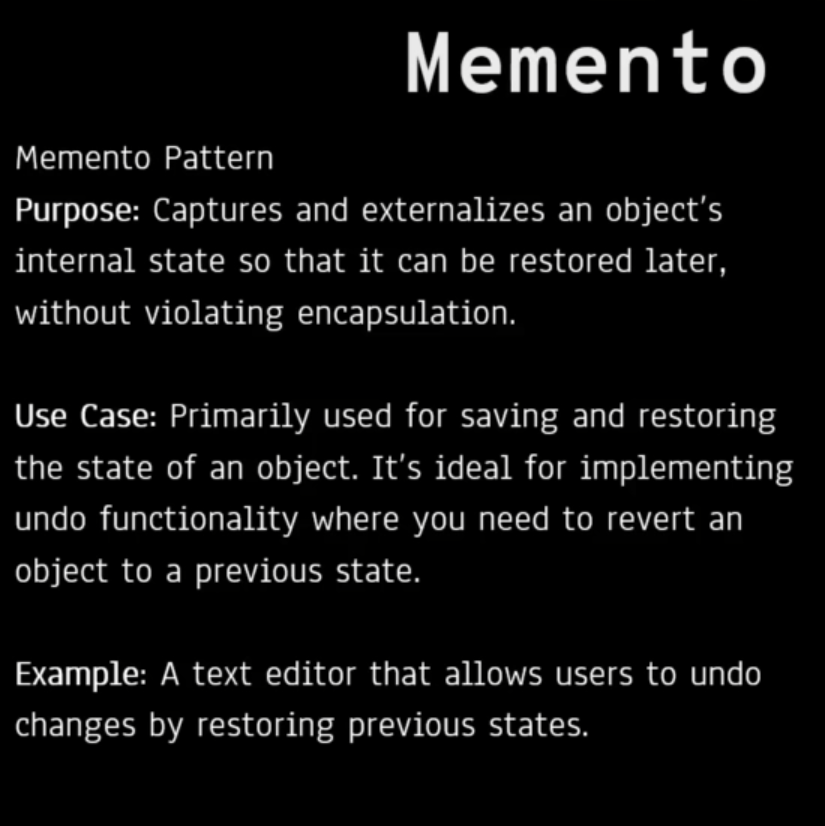 Memento
Memento Pattern
Purpose: Captures and externalizes an object's
internal state so that it can be restored later,
without violating encapsulation.
Use Case: Primarily used for saving and restoring
the state of an object. It's ideal for implementing
undo functionality where you need to revert an
object to a previous state.
Example: A text editor that allows users to undo
changes by restoring previous states.